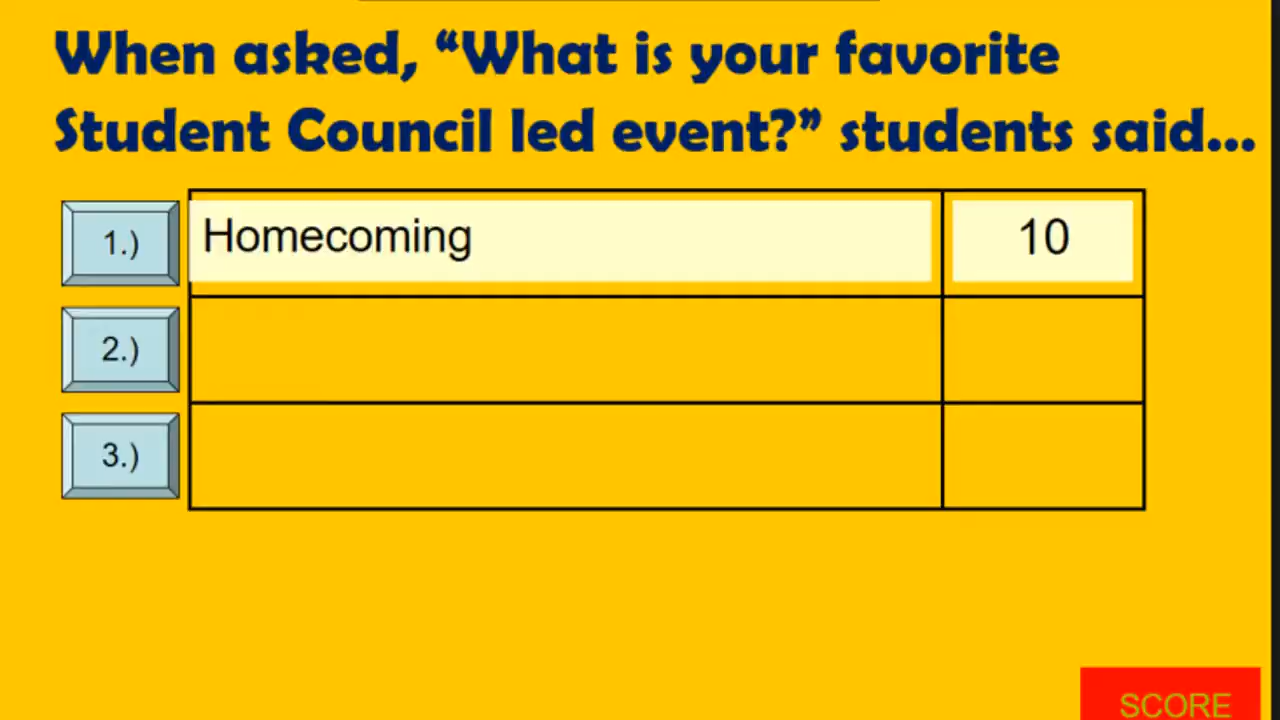 When asked, “What is your favorite
Student Council led event?” students said...
1.) Homecoming 10
2.)
3.)
SCORE